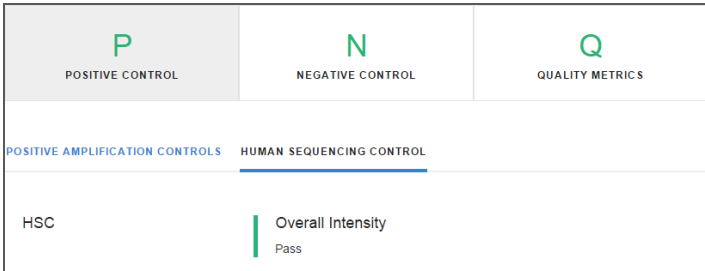 P
POSITIVE CONTROL
N
NEGATIVE CONTROL
Q
QUALITY METRICS
POSITIVE AMPLIFICATION CONTROLS
HUMAN SEQUENCING CONTROL
HSC
Overall Intensity
Pass